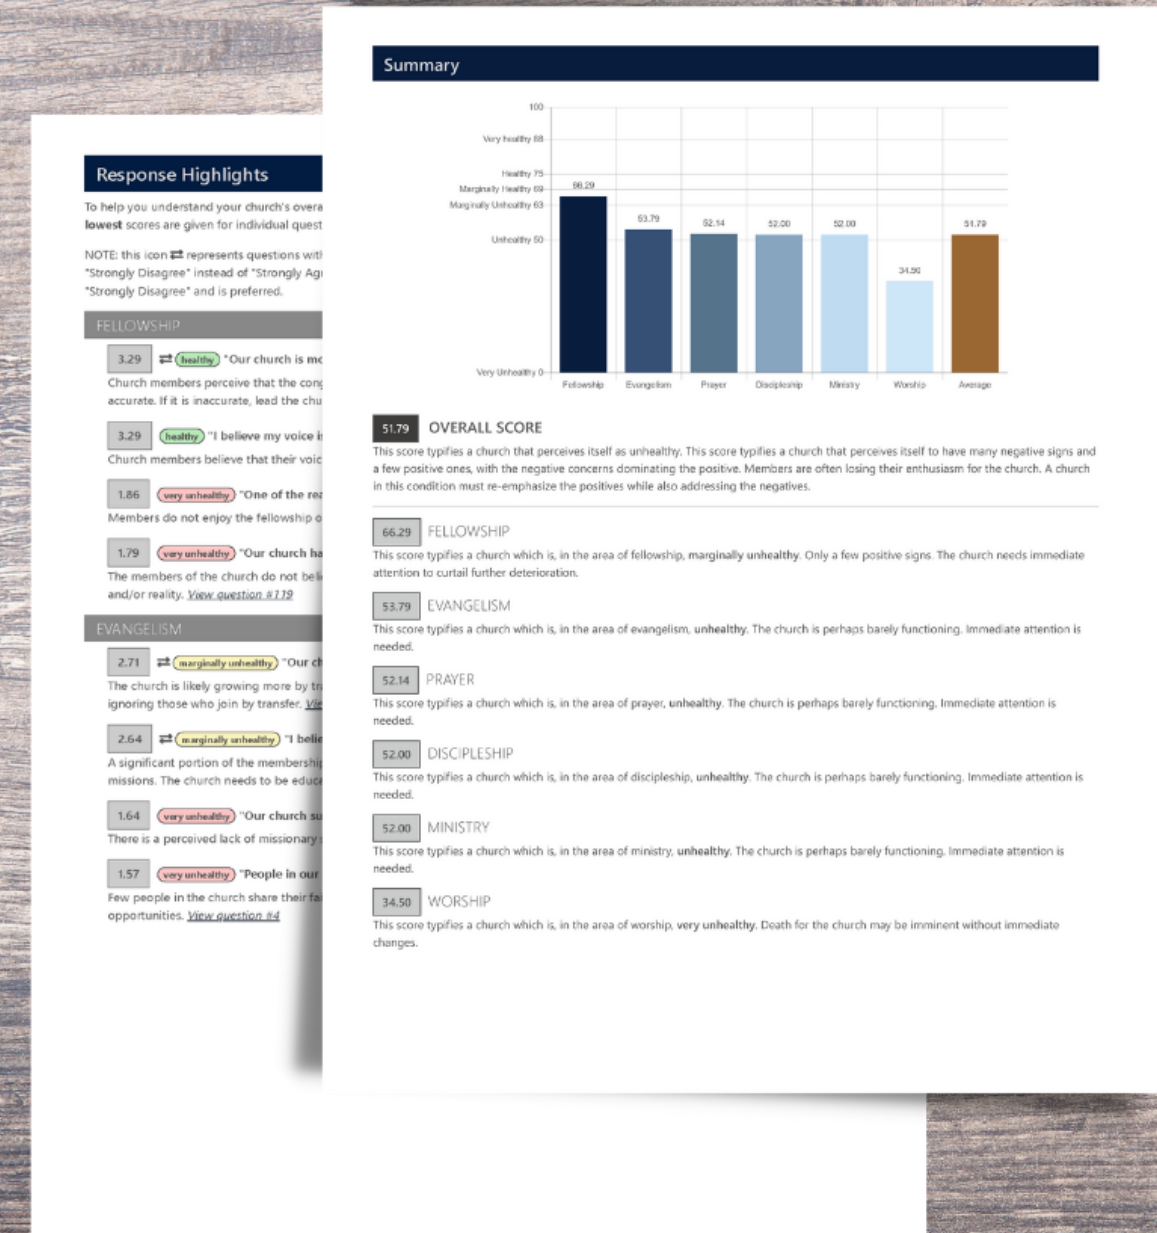 Response Highlights
To help you understand your church's overa
lowest scores are given for individual quest
NOTE: this icon ⇄ represents questions with
"Strongly Disagree" instead of "Strongly Agr
"Strongly Disagree" and is preferred.
FELLOWSHIP
3.29 ⇄ healthy "Our church is mo
Church members perceive that the cong
accurate. If it is inaccurate, lead the chu
3.29 healthy "I believe my voice is
Church members believe that their voic
1.86 very unhealthy "One of the rea
Members do not enjoy the fellowship o
1.79 very unhealthy "Our church ha
The members of the church do not beli
and/or reality. View question #119
EVANGELISM
2.71 ⇄ marginally unhealthy "Our ch
The church is likely growing more by tra
ignoring those who join by transfer. Vie
2.64 ⇄ marginally unhealthy "I belie
A significant portion of the membership
missions. The church needs to be educa
1.64 very unhealthy "Our church su
There is a perceived lack of missionary s
1.57 very unhealthy "People in our
Few people in the church share their fai
opportunities. View question #4
Summary
100
Very healthy 88
Healthy 75
Marginally Healthy 69
Marginally Unhealthy 63
Unhealthy 50
Very Unhealthy 0
66.29 53.79 52.14 52.00 52.00 34.50 51.79
Fellowship Evangelism Prayer Discipleship Ministry Worship Average
51.79 OVERALL SCORE
This score typifies a church that perceives itself as unhealthy. This score typifies a church that perceives itself to have many negative signs and
a few positive ones, with the negative concerns dominating the positive. Members are often losing their enthusiasm for the church. A church
in this condition must re-emphasize the positives while also addressing the negatives.
66.29 FELLOWSHIP
This score typifies a church which is, in the area of fellowship, marginally unhealthy. Only a few positive signs. The church needs immediate
attention to curtail further deterioration.
53.79 EVANGELISM
This score typifies a church which is, in the area of evangelism, unhealthy. The church is perhaps barely functioning. Immediate attention is
needed.
52.14 PRAYER
This score typifies a church which is, in the area of prayer, unhealthy. The church is perhaps barely functioning. Immediate attention is
needed.
52.00 DISCIPLESHIP
This score typifies a church which is, in the area of discipleship, unhealthy. The church is perhaps barely functioning. Immediate attention is
needed.
52.00 MINISTRY
This score typifies a church which is, in the area of ministry, unhealthy. The church is perhaps barely functioning. Immediate attention is
needed.
34.50 WORSHIP
This score typifies a church which is, in the area of worship, very unhealthy. Death for the church may be imminent without immediate
changes.